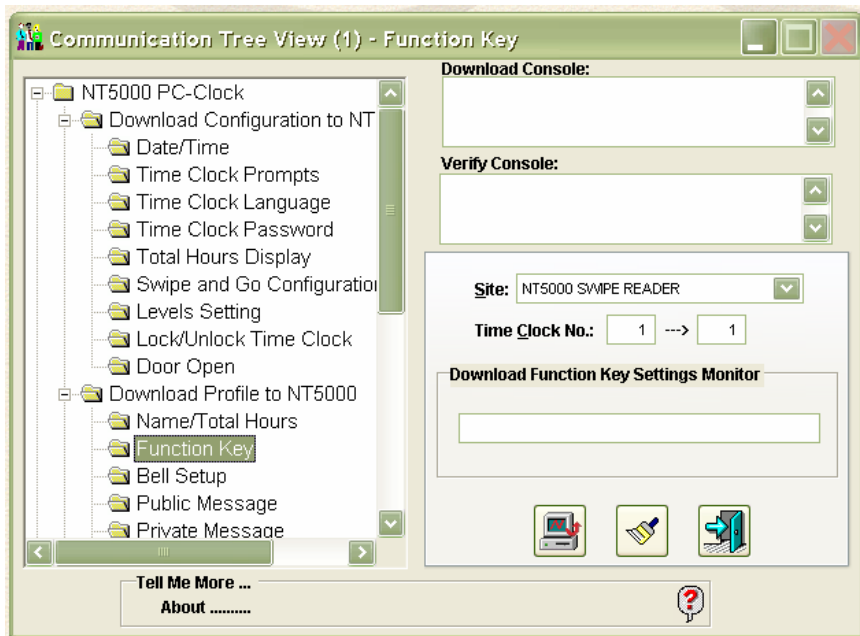 Communication Tree View (1) - Function Key
NT5000 PC-Clock
Download Configuration to NT
Date/Time
Time Clock Prompts
Time Clock Language
Time Clock Password
Total Hours Display
Swipe and Go Configuration
Levels Setting
Lock/Unlock Time Clock
Door Open
Download Profile to NT5000
Name/Total Hours
Function Key
Bell Setup
Public Message
Private Message
Download Console:
Verify Console:
Site: NT5000 SWIPE READER
Time Clock No.: 1 ---> 1
Download Function Key Settings Monitor
Tell Me More ...
About ..........